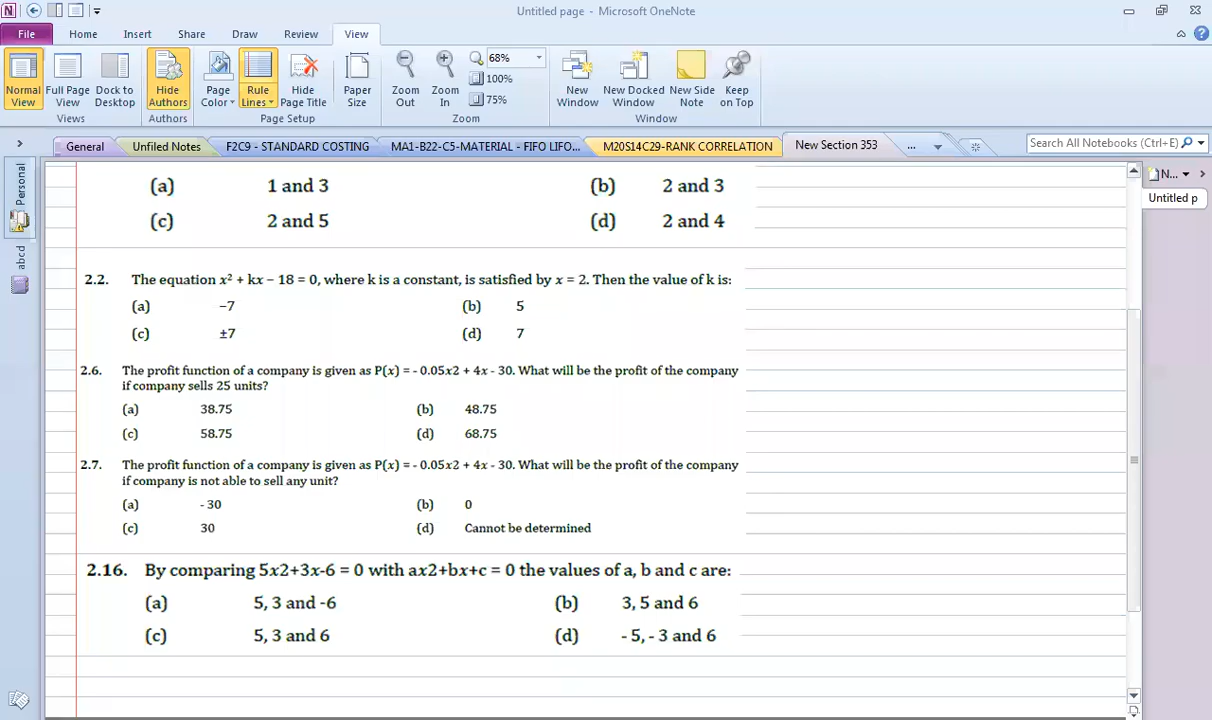 Untitled page - Microsoft OneNote
File Home Insert Share Draw Review View
Normal View
Full Page View
Dock to Desktop
Views
Hide Authors
Authors
Page Color
Rule Lines
Hide Page Title
Paper Size
Page Setup
Zoom Out
Zoom In
68%
100%
75%
Zoom
New Window
New Docked Window
New Side Note
Keep on Top
Window
General Unfiled Notes F2C9 - STANDARD COSTING MA1-B22-C5-MATERIAL - FIFO LIFO... M20S14C29-RANK CORRELATION New Section 353 ... Search All Notebooks (Ctrl+E)
N...
Untitled p
Personal
abcd
(a) 1 and 3 (b) 2 and 3
(c) 2 and 5 (d) 2 and 4
2.2. The equation x² + kx – 18 = 0, where k is a constant, is satisfied by x = 2. Then the value of k is:
(a) –7 (b) 5
(c) ±7 (d) 7
2.6. The profit function of a company is given as P(x) = - 0.05x2 + 4x - 30. What will be the profit of the company
if company sells 25 units?
(a) 38.75 (b) 48.75
(c) 58.75 (d) 68.75
2.7. The profit function of a company is given as P(x) = - 0.05x2 + 4x - 30. What will be the profit of the company
if company is not able to sell any unit?
(a) - 30 (b) 0
(c) 30 (d) Cannot be determined
2.16. By comparing 5x2+3x-6 = 0 with ax2+bx+c = 0 the values of a, b and c are:
(a) 5, 3 and -6 (b) 3, 5 and 6
(c) 5, 3 and 6 (d) - 5, - 3 and 6